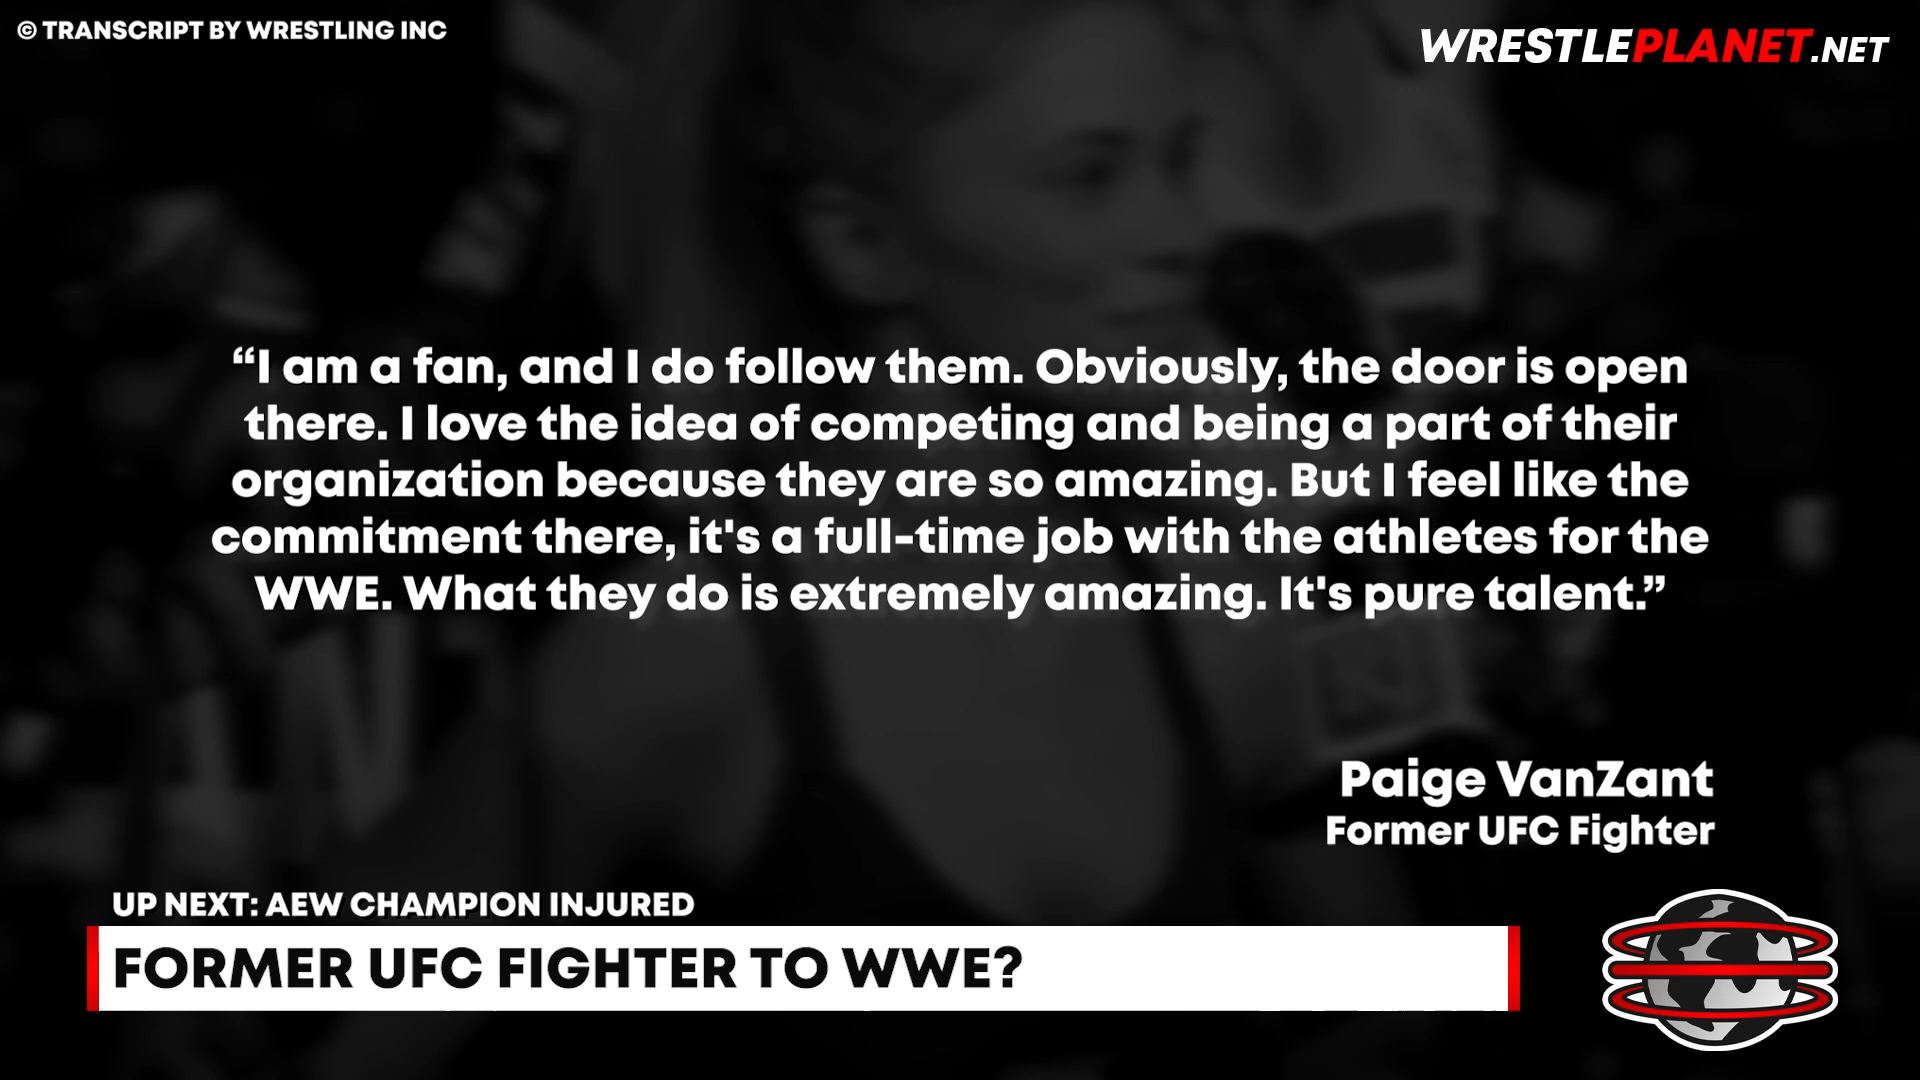 © TRANSCRIPT BY WRESTLING INC
WRESTLEPLANET.NET
“I am a fan, and I do follow them. Obviously, the door is open
there. I love the idea of competing and being a part of their
organization because they are so amazing. But I feel like the
commitment there, it's a full-time job with the athletes for the
WWE. What they do is extremely amazing. It's pure talent.”
Paige VanZant
Former UFC Fighter
UP NEXT: AEW CHAMPION INJURED
FORMER UFC FIGHTER TO WWE?